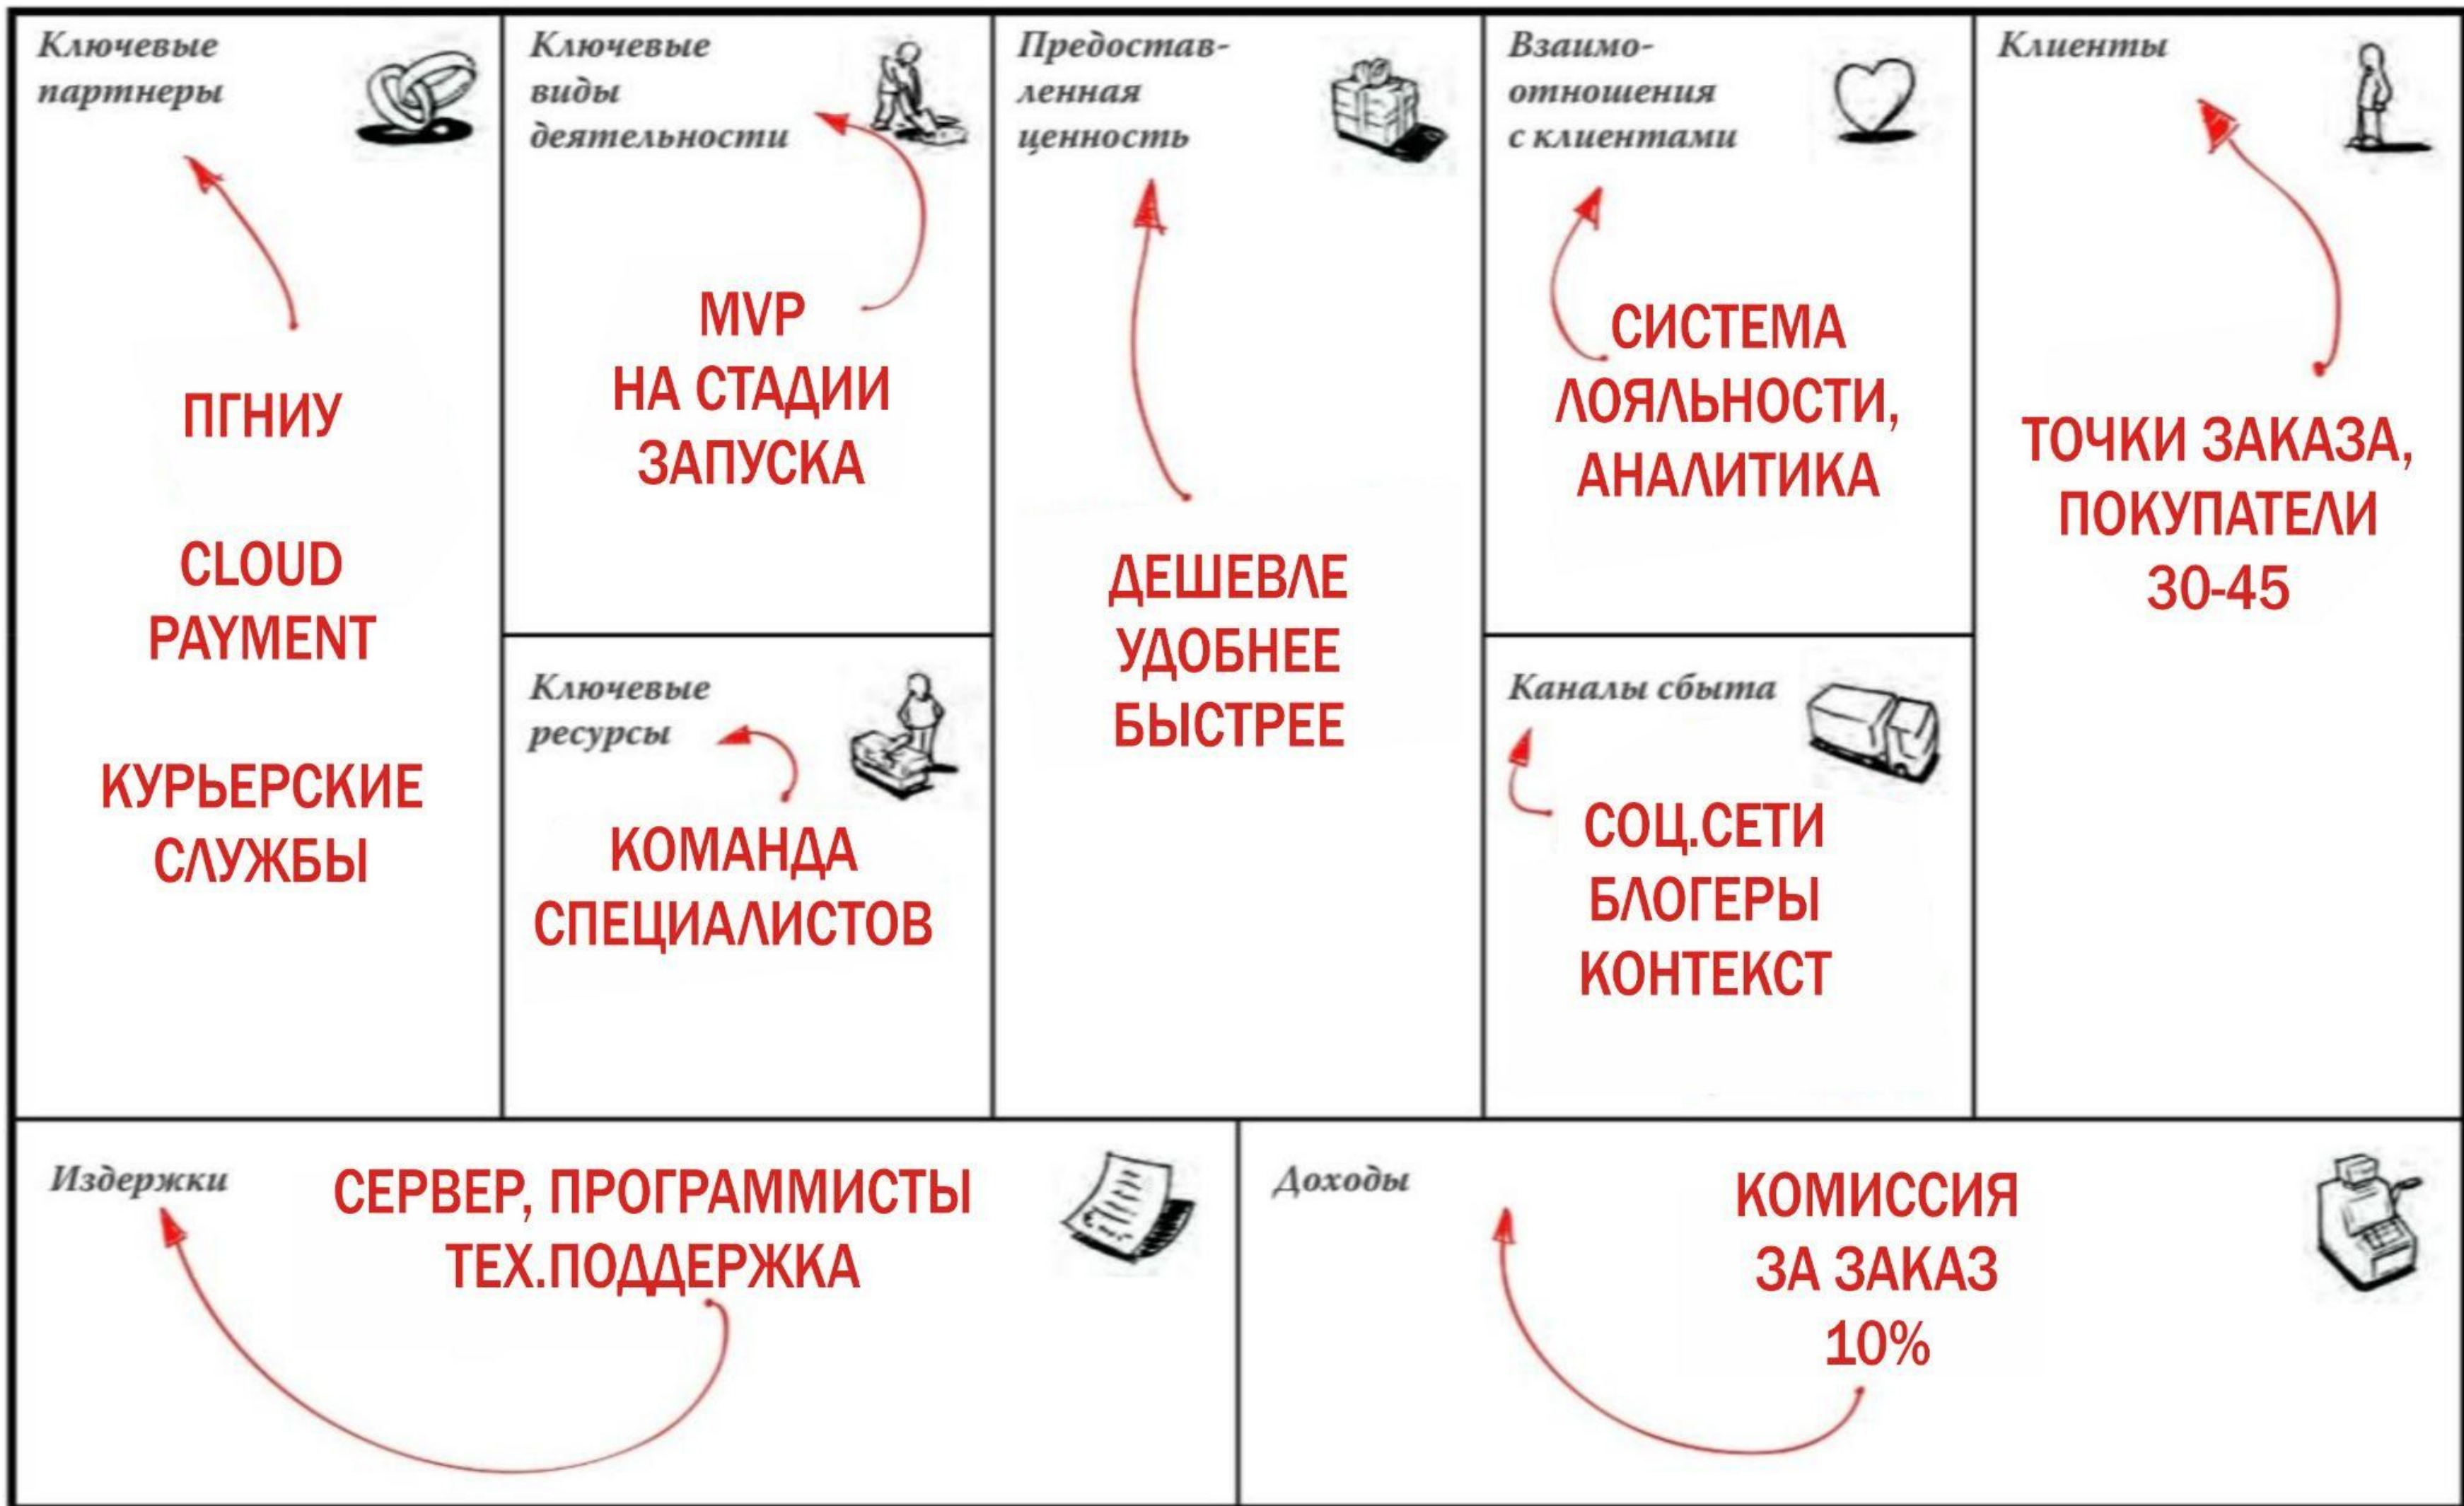 Ключевые
партнеры
ПГНИУ
CLOUD
PAYMENT
КУРЬЕРСКИЕ
СЛУЖБЫ
Ключевые
виды
деятельности
MVP
НА СТАДИИ
ЗАПУСКА
Ключевые
ресурсы
КОМАНДА
СПЕЦИАЛИСТОВ
Предостав-
ленная
ценность
ДЕШЕВЛЕ
УДОБНЕЕ
БЫСТРЕЕ
Взаимо-
отношения
с клиентами
СИСТЕМА
ЛОЯЛЬНОСТИ,
АНАЛИТИКА
Каналы сбыта
СОЦ.СЕТИ
БЛОГЕРЫ
КОНТЕКСТ
Клиенты
ТОЧКИ ЗАКАЗА,
ПОКУПАТЕЛИ
30-45
Издержки
СЕРВЕР, ПРОГРАММИСТЫ
ТЕХ.ПОДДЕРЖКА
Доходы
КОМИССИЯ
ЗА ЗАКАЗ
10%